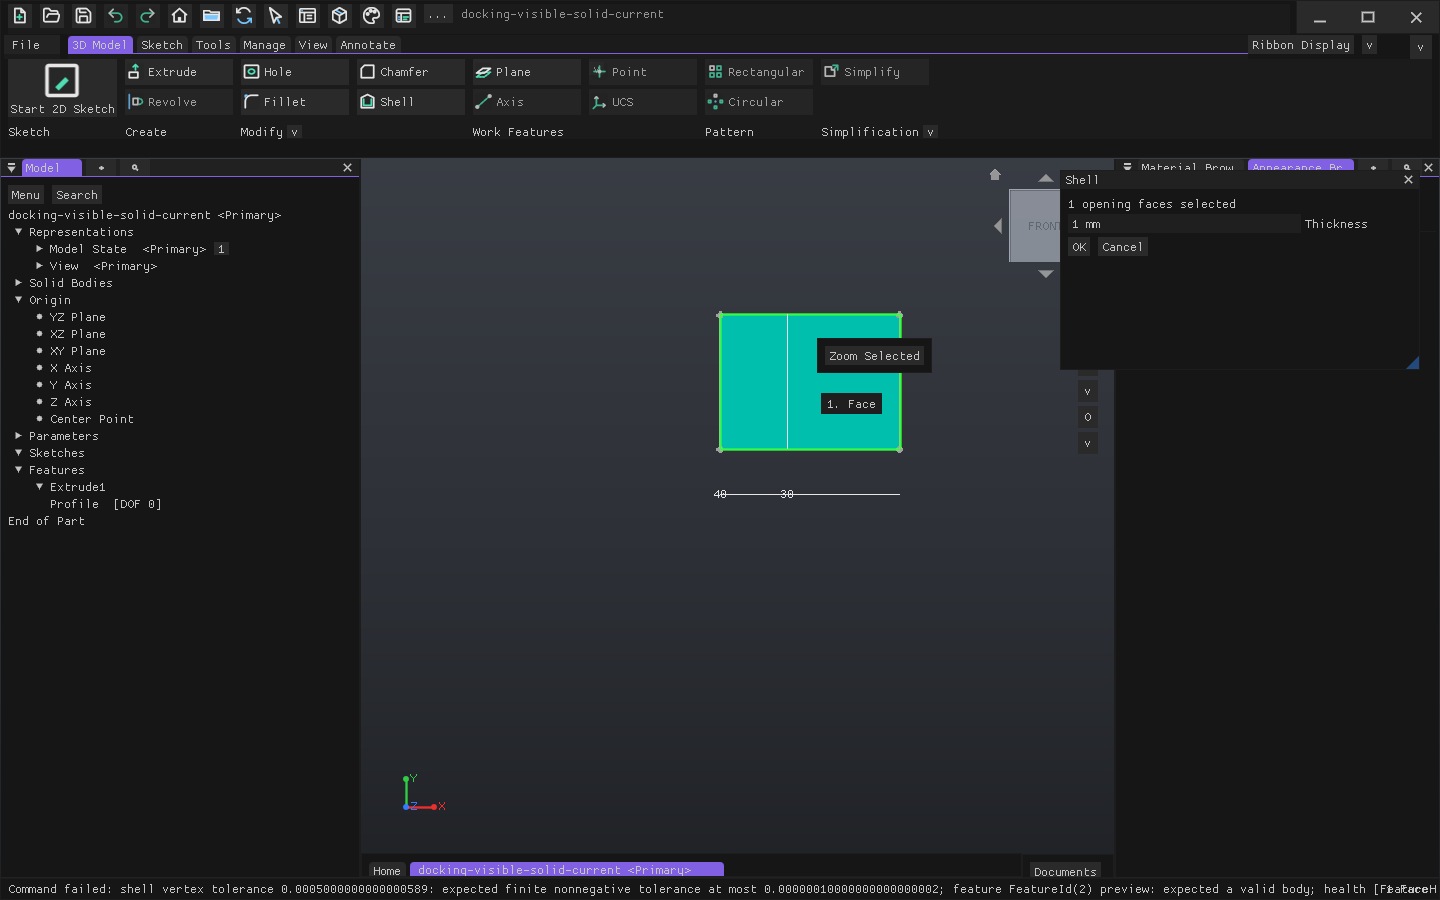 ... docking-visible-solid-current
File 3D Model Sketch Tools Manage View Annotate Ribbon Display v v
Extrude Hole Chamfer Plane Point Rectangular Simplify
Start 2D Sketch Revolve Fillet Shell Axis UCS Circular
Sketch Create Modify v Work Features Pattern Simplification v
Model
Menu Search
docking-visible-solid-current <Primary>
Representations
Model State <Primary> 1
View <Primary>
Solid Bodies
Origin
YZ Plane
XZ Plane
XY Plane
X Axis
Y Axis
Z Axis
Center Point
Parameters
Sketches
Features
Extrude1
Profile [DOF 0]
End of Part
FRONT
Zoom Selected
1. Face
40 30
Y
Z X
Material Brow Appearance Br
Shell
1 opening faces selected
1 mm Thickness
OK Cancel
v
O
v
Home docking-visible-solid-current <Primary> Documents
Command failed: shell vertex tolerance 0.0005000000000000589: expected finite nonnegative tolerance at most 0.00000010000000000000002; feature FeatureId(2) preview: expected a valid body; health